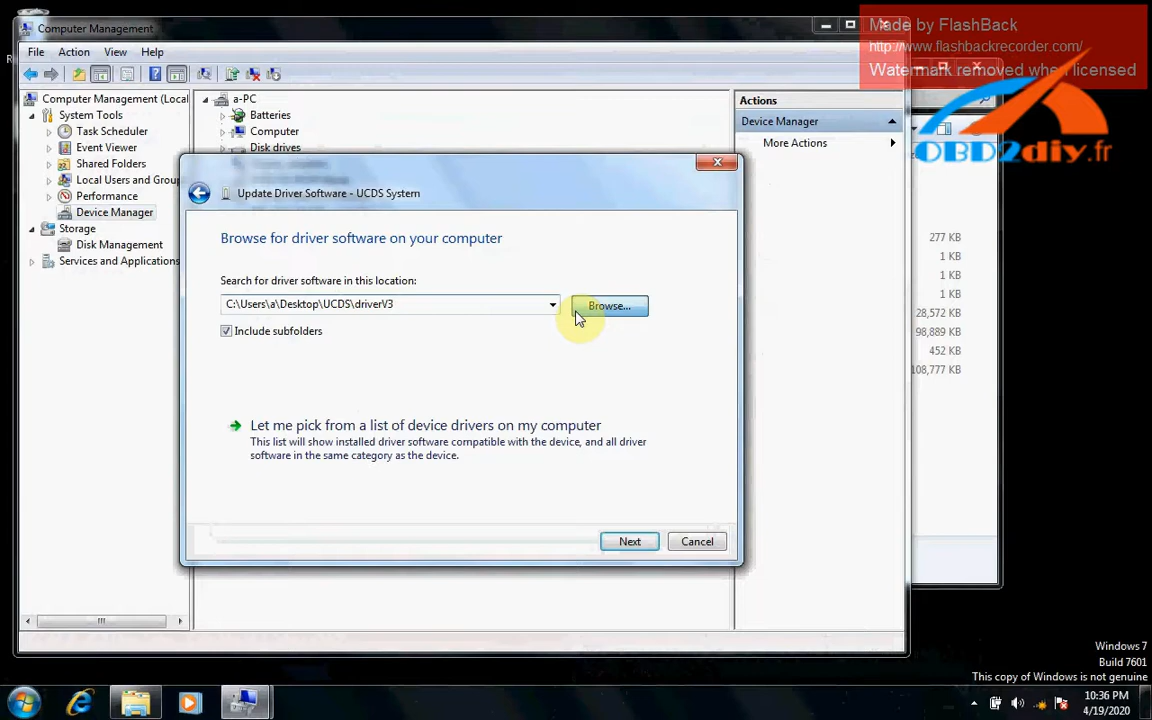 Computer Management
Made by FlashBack
http://www.flashbackrecorder.com/
Watermark removed when licensed
File Action View Help
OBD2diy.fr
Computer Management (Local
System Tools
Task Scheduler
Event Viewer
Shared Folders
Local Users and Group
Performance
Device Manager
Storage
Disk Management
Services and Applications
a-PC
Batteries
Computer
Disk drives
Actions
Device Manager
More Actions
Update Driver Software - UCDS System
Browse for driver software on your computer
Search for driver software in this location:
C:\Users\a\Desktop\UCDS\driverV3
Browse...
Include subfolders
Let me pick from a list of device drivers on my computer
This list will show installed driver software compatible with the device, and all driver
software in the same category as the device.
Next Cancel
277 KB
1 KB
1 KB
1 KB
28,572 KB
98,889 KB
452 KB
108,777 KB
Windows 7
Build 7601
This copy of Windows is not genuine
10:36 PM
4/19/2020